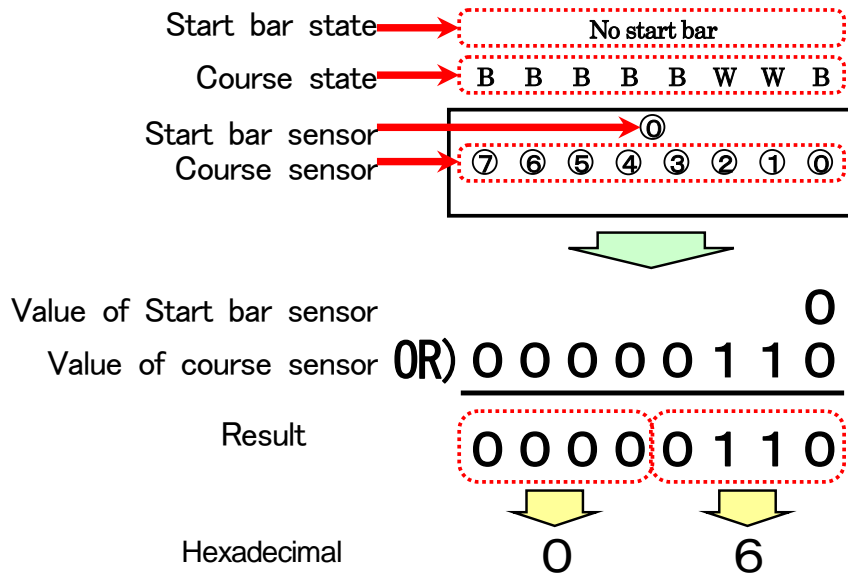 Start bar state No start bar
Course state B B B B B W W B
Start bar sensor ⓪
Course sensor ⑦ ⑥ ⑤ ④ ③ ② ① ⓪
Value of Start bar sensor 0
Value of course sensor OR) 0 0 0 0 0 1 1 0
Result 0 0 0 0 0 1 1 0
Hexadecimal 0 6